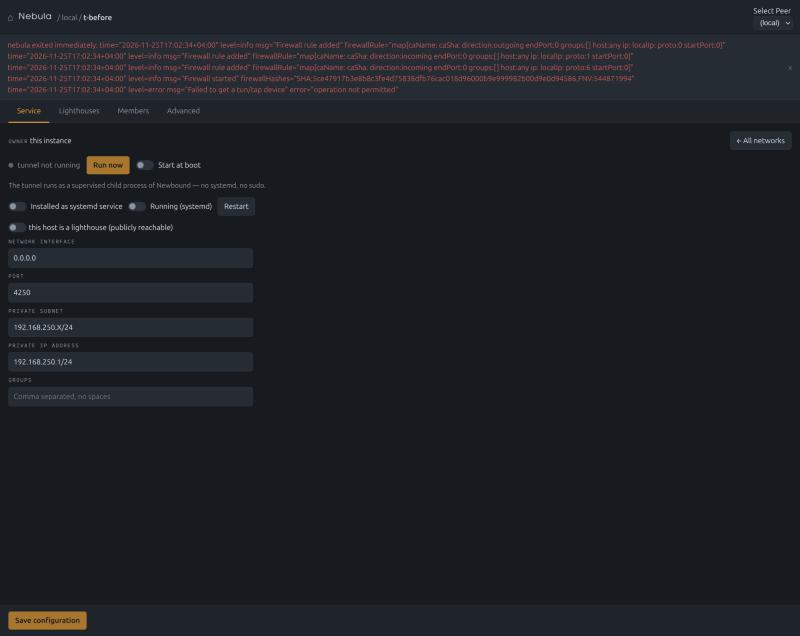 Nebula / local / t-before
Select Peer
(local)
nebula exited immediately: time="2026-11-25T17:02:34+04:00" level=info msg="Firewall rule added" firewallRule="map[caName: caSha: direction:outgoing endPort:0 groups:[] host:any ip: localIp: proto:0 startPort:0]"
time="2026-11-25T17:02:34+04:00" level=info msg="Firewall rule added" firewallRule="map[caName: caSha: direction:incoming endPort:0 groups:[] host:any ip: localIp: proto:1 startPort:0]"
time="2026-11-25T17:02:34+04:00" level=info msg="Firewall rule added" firewallRule="map[caName: caSha: direction:incoming endPort:0 groups:[] host:any ip: localIp: proto:6 startPort:0]"
time="2026-11-25T17:02:34+04:00" level=info msg="Firewall started"
time="2026-11-25T17:02:34+04:00" level=error msg="Failed to get a tun/tap device" error="operation not permitted"
x
Service Lighthouses Members Advanced
OWNER this instance
← All networks
tunnel not running Run now Start at boot
The tunnel runs as a supervised child process of Newbound — no systemd, no sudo.
Installed as systemd service Running (systemd) Restart
this host is a lighthouse (publicly reachable)
NETWORK INTERFACE
0.0.0.0
PORT
4250
PRIVATE SUBNET
192.168.250.X/24
PRIVATE IP ADDRESS
192.168.250.1/24
GROUPS
Comma separated, no spaces
Save configuration